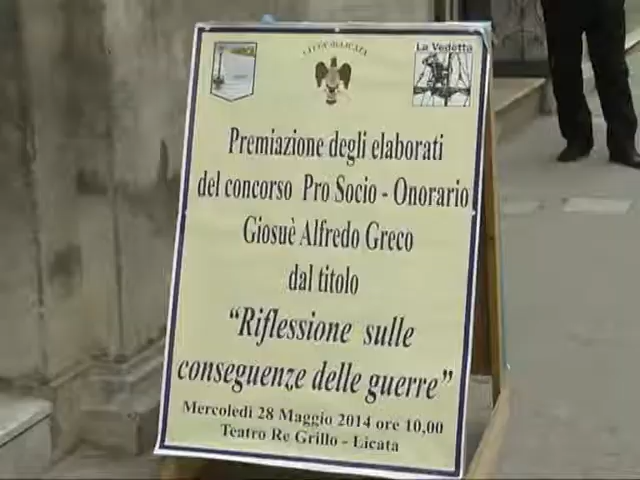 CITTÀ DI LICATA
La Vedetta
Premiazione degli elaborati
del concorso Pro Socio - Onorario
Giosuè Alfredo Greco
dal titolo
“Riflessione sulle
conseguenze delle guerre”
Mercoledì 28 Maggio 2014 ore 10,00
Teatro Re Grillo - Licata